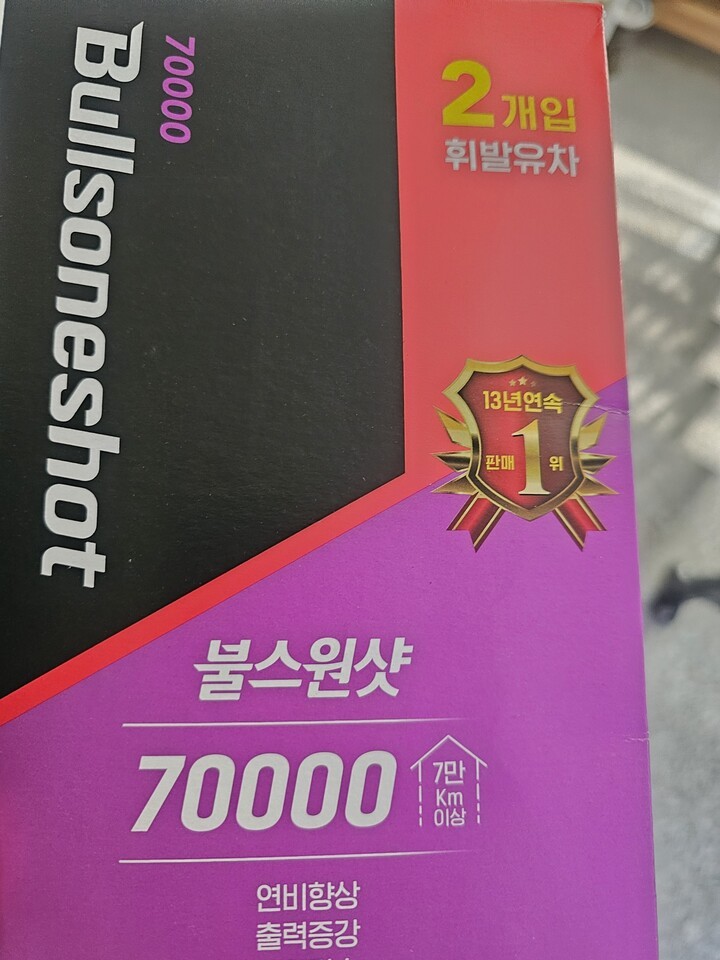 70000
Bullsoneshot
2개입
휘발유차
13년연속
판매 1위
불스원샷
70000
7만
Km
이상
연비향상
출력증강